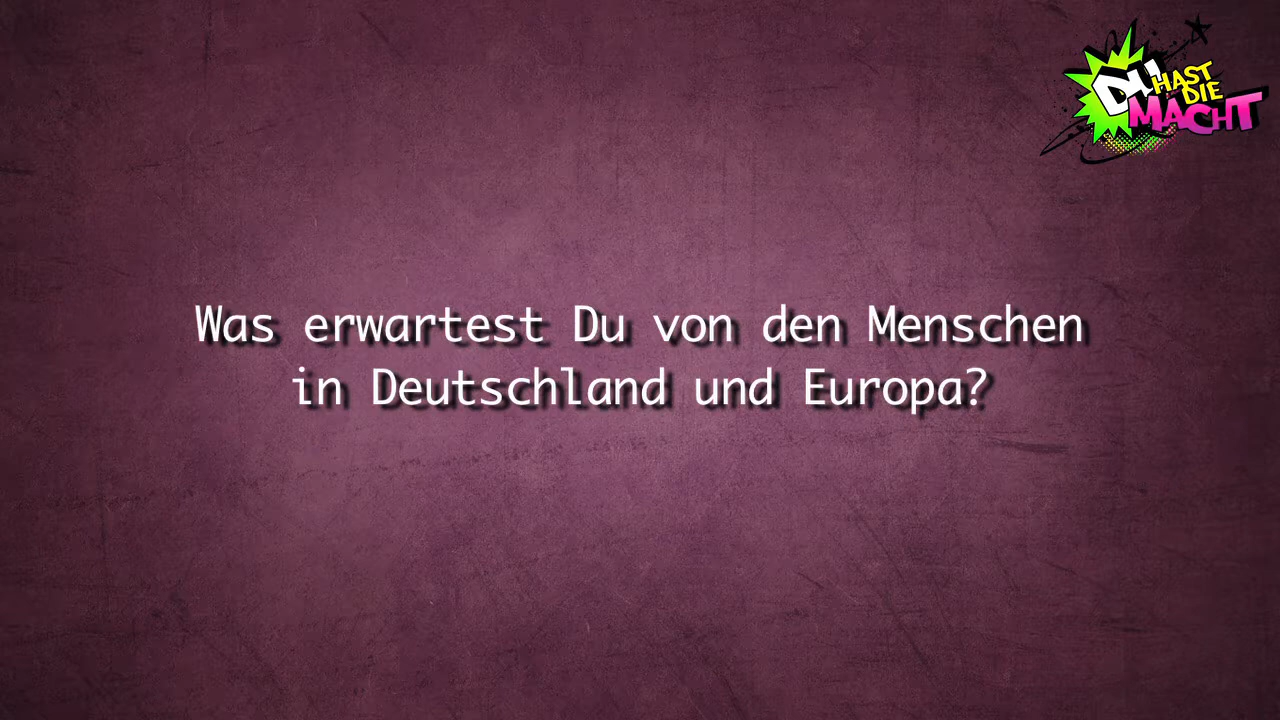 DU HAST
DIE
MACHT
Was erwartest Du von den Menschen
in Deutschland und Europa?